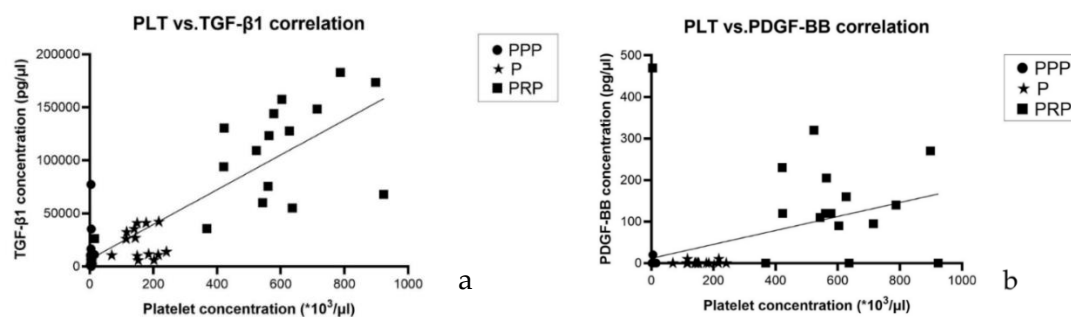 PLT vs.TGF-β1 correlation
200000
150000
100000
50000
0
TGF-β1 concentration (pg/µl)
0 200 400 600 800 1000
Platelet concentration (*10³/µl)
PPP
P
PRP
a
PLT vs.PDGF-BB correlation
500
400
300
200
100
0
PDGF-BB concentration (pg/µl)
0 200 400 600 800 1000
Platelet concentration (*10³/µl)
PPP
P
PRP
b